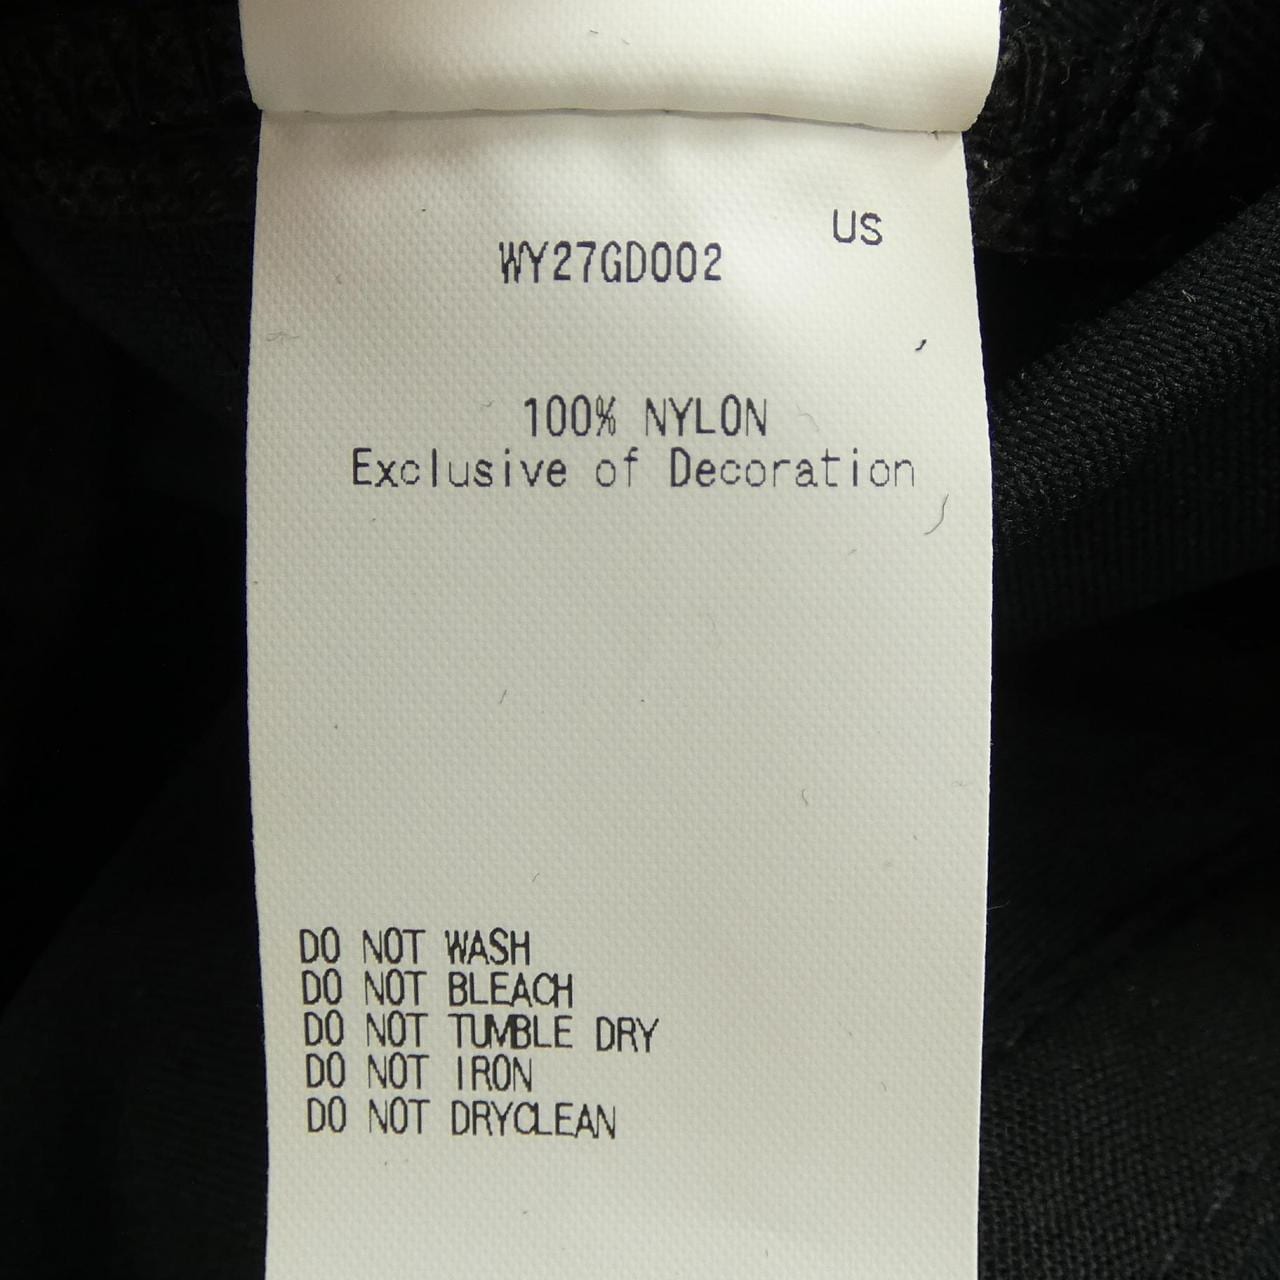 US
WY27GD002
100% NYLON
Exclusive of Decoration
DO NOT WASH
DO NOT BLEACH
DO NOT TUMBLE DRY
DO NOT IRON
DO NOT DRYCLEAN